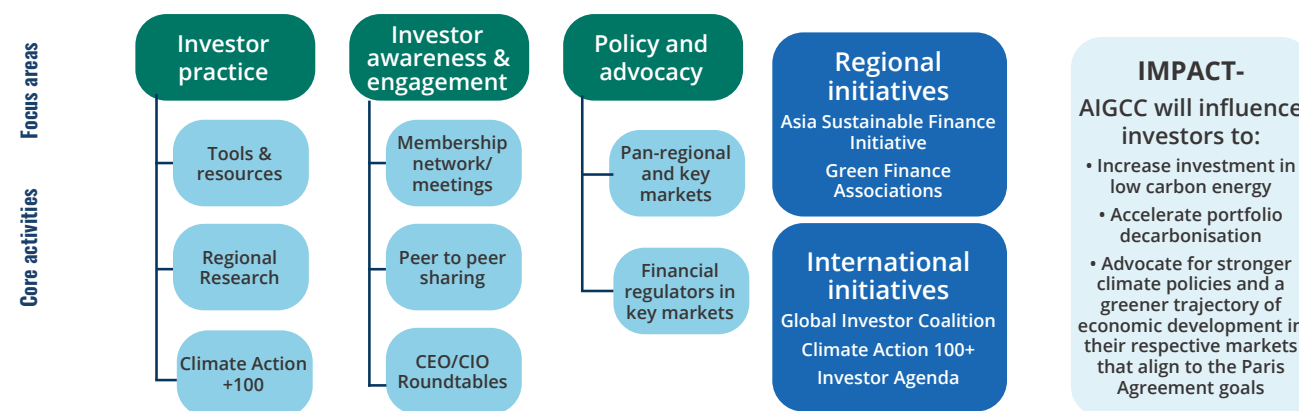 Focus areas
Core activities
Investor
practice
Tools &
resources
Regional
Research
Climate Action
+100
Investor
awareness &
engagement
Membership
network/
meetings
Peer to peer
sharing
CEO/CIO
Roundtables
Policy and
advocacy
Pan-regional
and key
markets
Financial
regulators in
key markets
Regional
initiatives
Asia Sustainable Finance
Initiative
Green Finance
Associations
International
initiatives
Global Investor Coalition
Climate Action 100+
Investor Agenda
IMPACT-
AIGCC will influence
investors to:
• Increase investment in
low carbon energy
• Accelerate portfolio
decarbonisation
• Advocate for stronger
climate policies and a
greener trajectory of
economic development in
their respective markets
that align to the Paris
Agreement goals